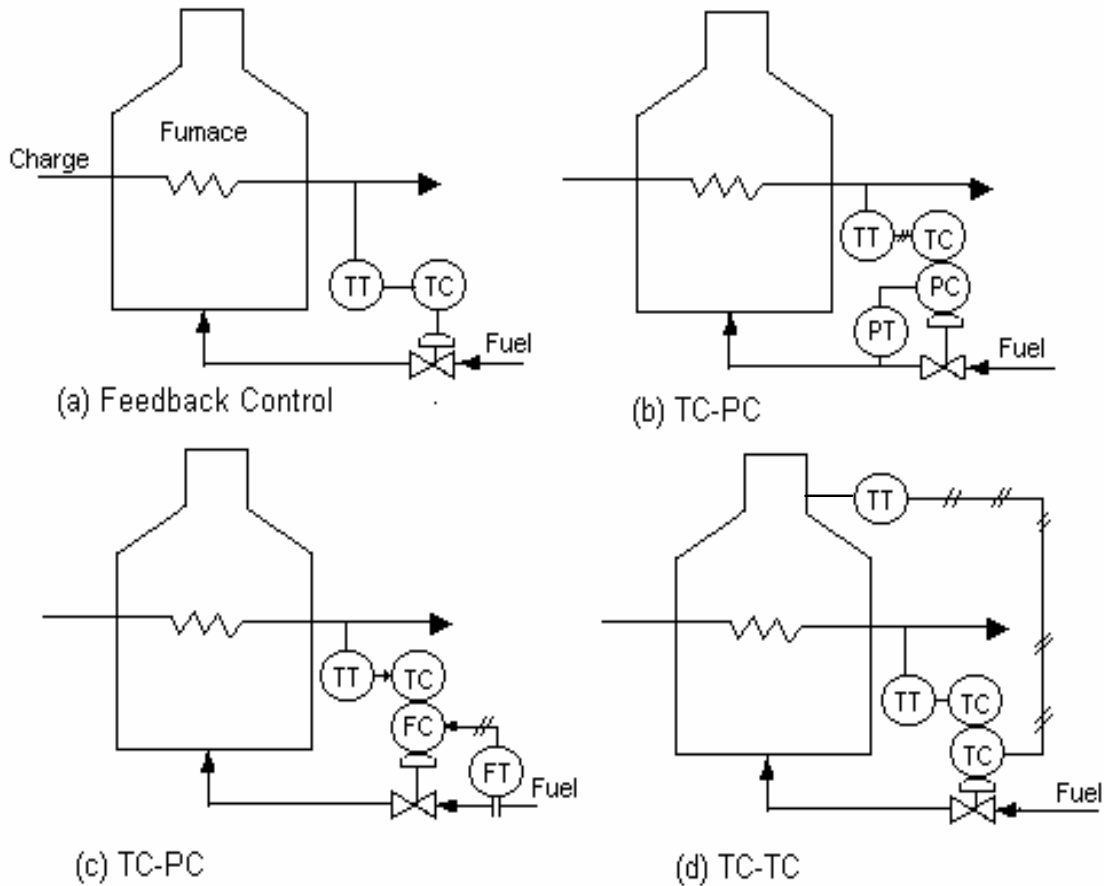 Furnace
Charge
TT
TC
Fuel
(a) Feedback Control
TT
TC
PC
PT
Fuel
(b) TC-PC
TT
TC
FC
FT
Fuel
(c) TC-PC
TT
TT
TC
TC
Fuel
(d) TC-TC